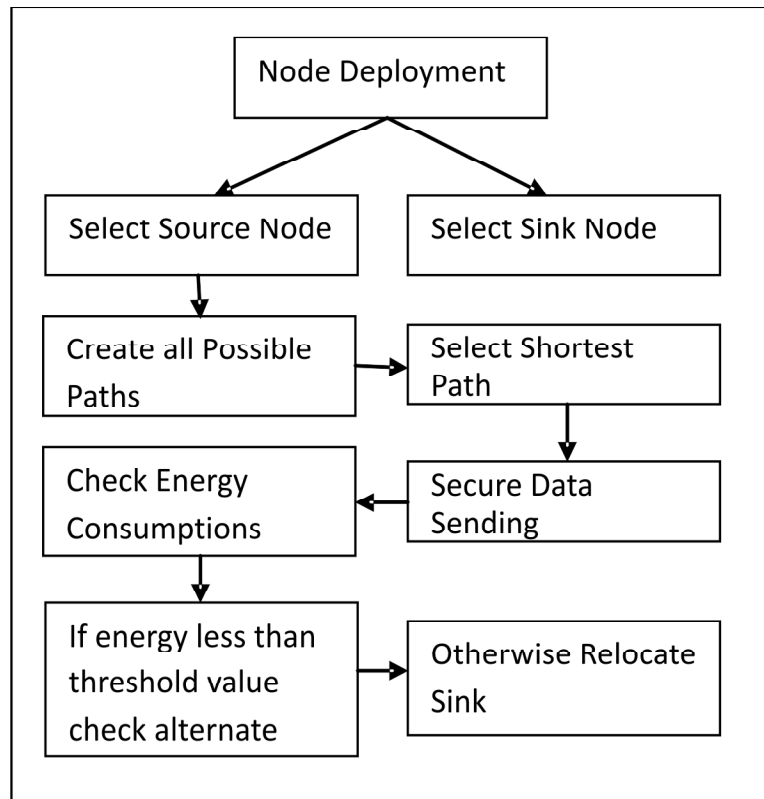 Node Deployment
Select Source Node
Select Sink Node
Create all Possible
Paths
Select Shortest
Path
Secure Data
Sending
Check Energy
Consumptions
If energy less than
threshold value
check alternate
Otherwise Relocate
Sink